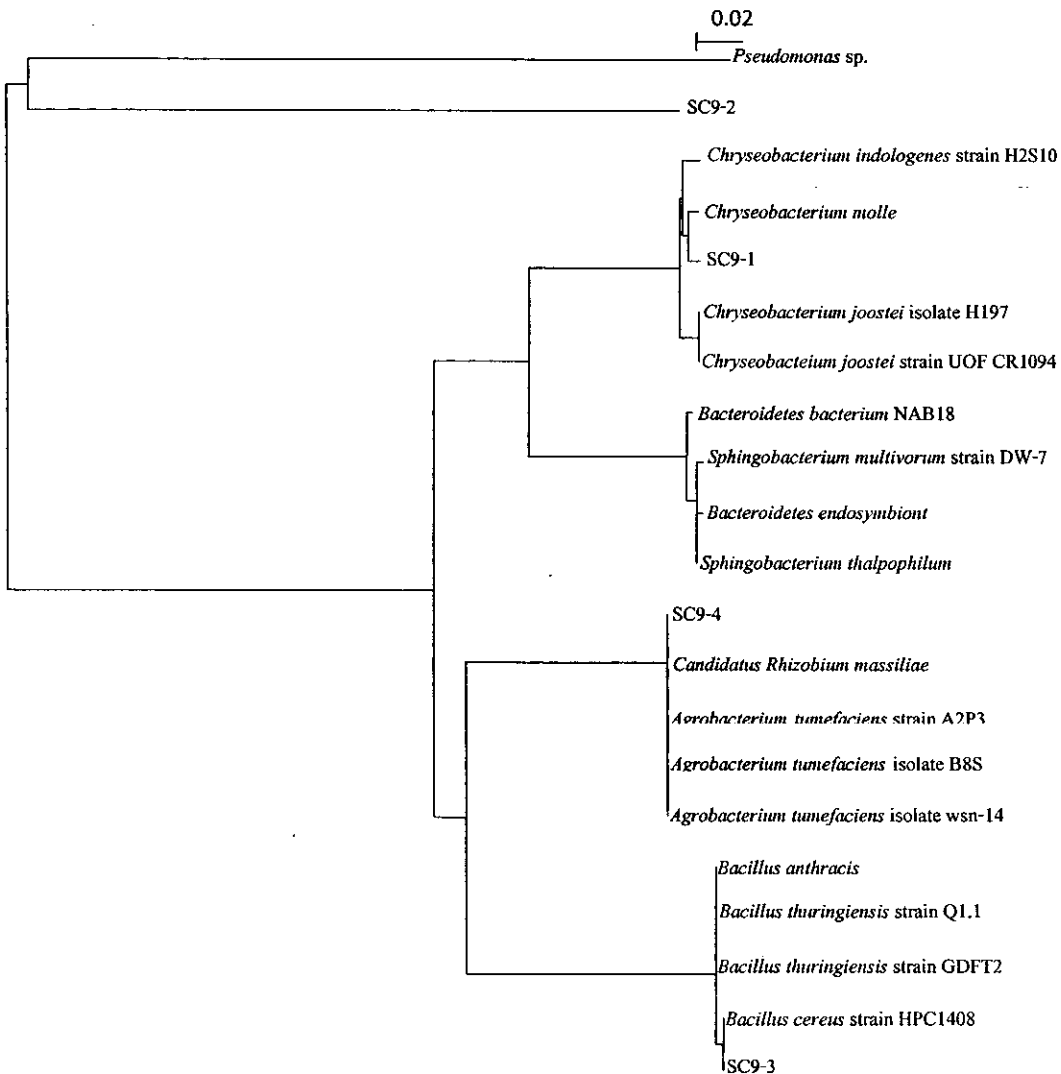 0.02
Pseudomonas sp.
SC9-2
Chryseobacterium indologenes strain H2S10
Chryseobacterium molle
SC9-1
Chryseobacterium joostei isolate H197
Chryseobacteium joostei strain UOF CR1094
Bacteroidetes bacterium NAB18
Sphingobacterium multivorum strain DW-7
Bacteroidetes endosymbiont
Sphingobacterium thalpophilum
SC9-4
Candidatus Rhizobium massiliae
Agrobacterium tumefaciens strain A2P3
Agrobacterium tumefaciens isolate B8S
Agrobacterium tumefaciens isolate wsn-14
Bacillus anthracis
Bacillus thuringiensis strain Q1.1
Bacillus thuringiensis strain GDFT2
Bacillus cereus strain HPC1408
SC9-3